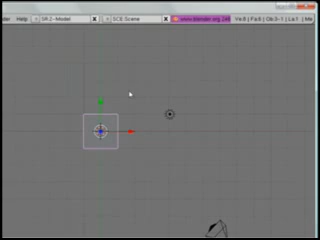 der Help SR:2-Model X SCE:Scene X www.blender.org 248 Ve:8 | Fa:6 | Ob:3-1 | La:1 | Me